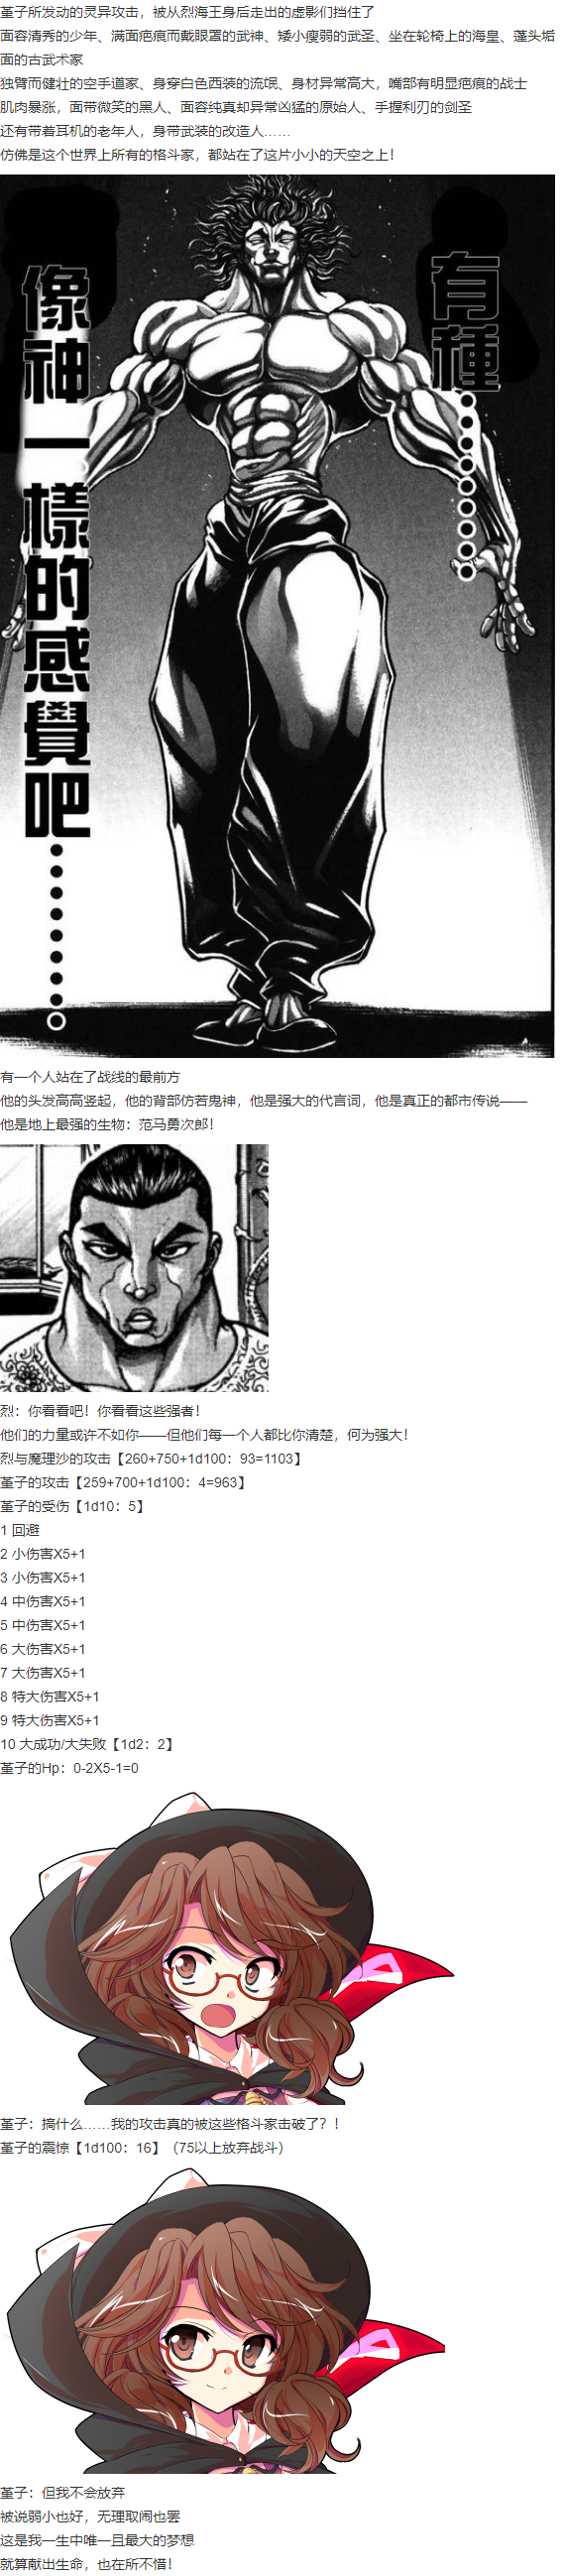 堇子所发动的灵异攻击，被从烈海王身后走出的虚影们挡住了
面容清秀的少年、满面疤痕而戴眼罩的武神、矮小瘦弱的武圣、坐在轮椅上的海皇、蓬头垢
面的古武术家
独臂而健壮的空手道家、身穿白色西装的流氓、身材异常高大，嘴部有明显疤痕的战士
肌肉暴涨，面带微笑的黑人、面容纯真却异常凶猛的原始人、手握利刃的剑圣
还有带着耳机的老年人，身带武装的改造人……
仿佛是这个世界上所有的格斗家，都站在了这片小小的天空之上！
有種●●●●●●●●○
像神一樣的感覺吧●●●●●●●●○
有一个人站在了战线的最前方
他的头发高高竖起，他的背部仿若鬼神，他是强大的代言词，他是真正的都市传说——
他是地上最强的生物：范马勇次郎！
烈：你看看吧！你看看这些强者！
他们的力量或许不如你——但他们每一个人都比你清楚，何为强大！
烈与魔理沙的攻击【260+750+1d100：93=1103】
堇子的攻击【259+700+1d100：4=963】
堇子的受伤【1d10：5】
1 回避
2 小伤害X5+1
3 小伤害X5+1
4 中伤害X5+1
5 中伤害X5+1
6 大伤害X5+1
7 大伤害X5+1
8 特大伤害X5+1
9 特大伤害X5+1
10 大成功/大失败【1d2：2】
堇子的Hp：0-2X5-1=0
堇子：搞什么……我的攻击真的被这些格斗家击破了？！
堇子的震惊【1d100：16】（75以上放弃战斗）
堇子：但我不会放弃
被说弱小也好，无理取闹也罢
这是我一生中唯一且最大的梦想
就算献出生命，也在所不惜！